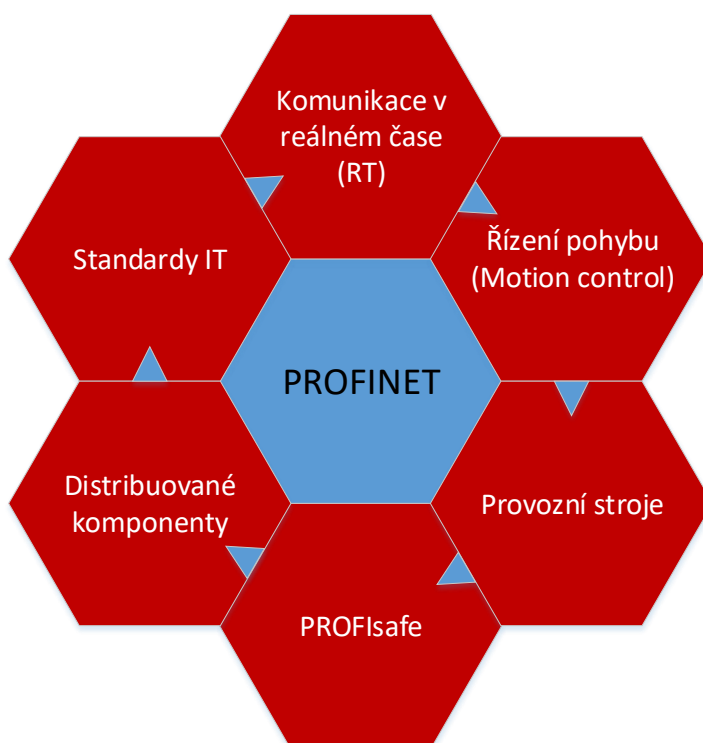 Komunikace v
reálném čase
(RT)
Řízení pohybu
(Motion control)
Standardy IT
PROFINET
Distribuované
komponenty
Provozní stroje
PROFIsafe